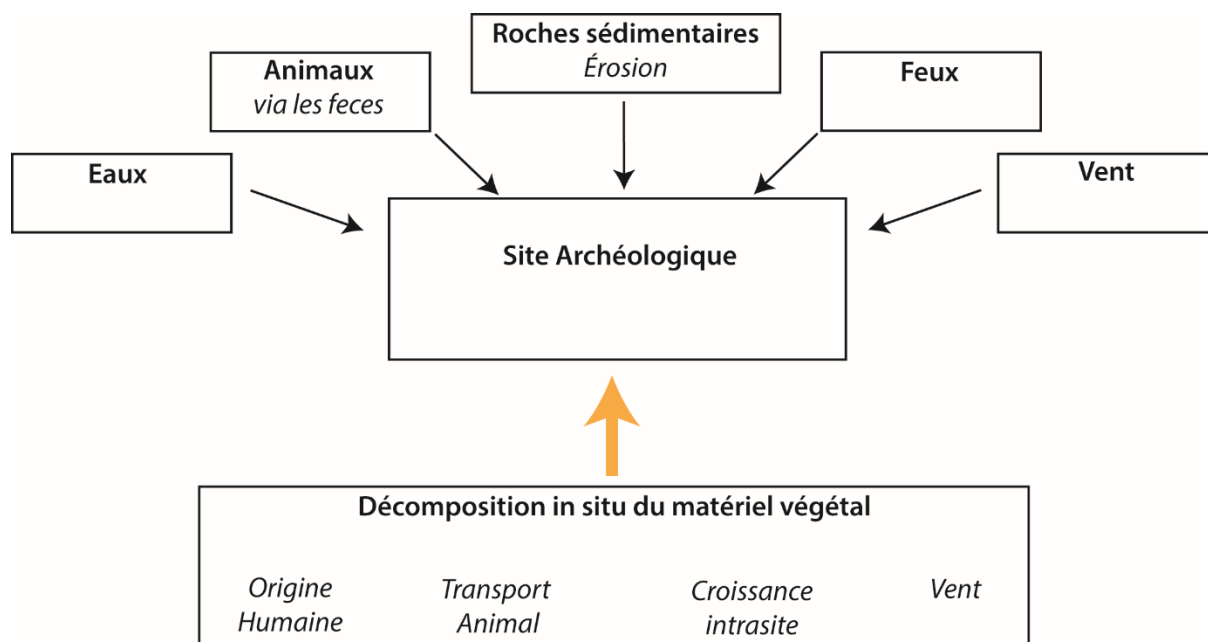 Roches sédimentaires
Érosion
Animaux
via les feces
Feux
Eaux
Vent
Site Archéologique
Décomposition in situ du matériel végétal
Origine
Humaine
Transport
Animal
Croissance
intrasite
Vent